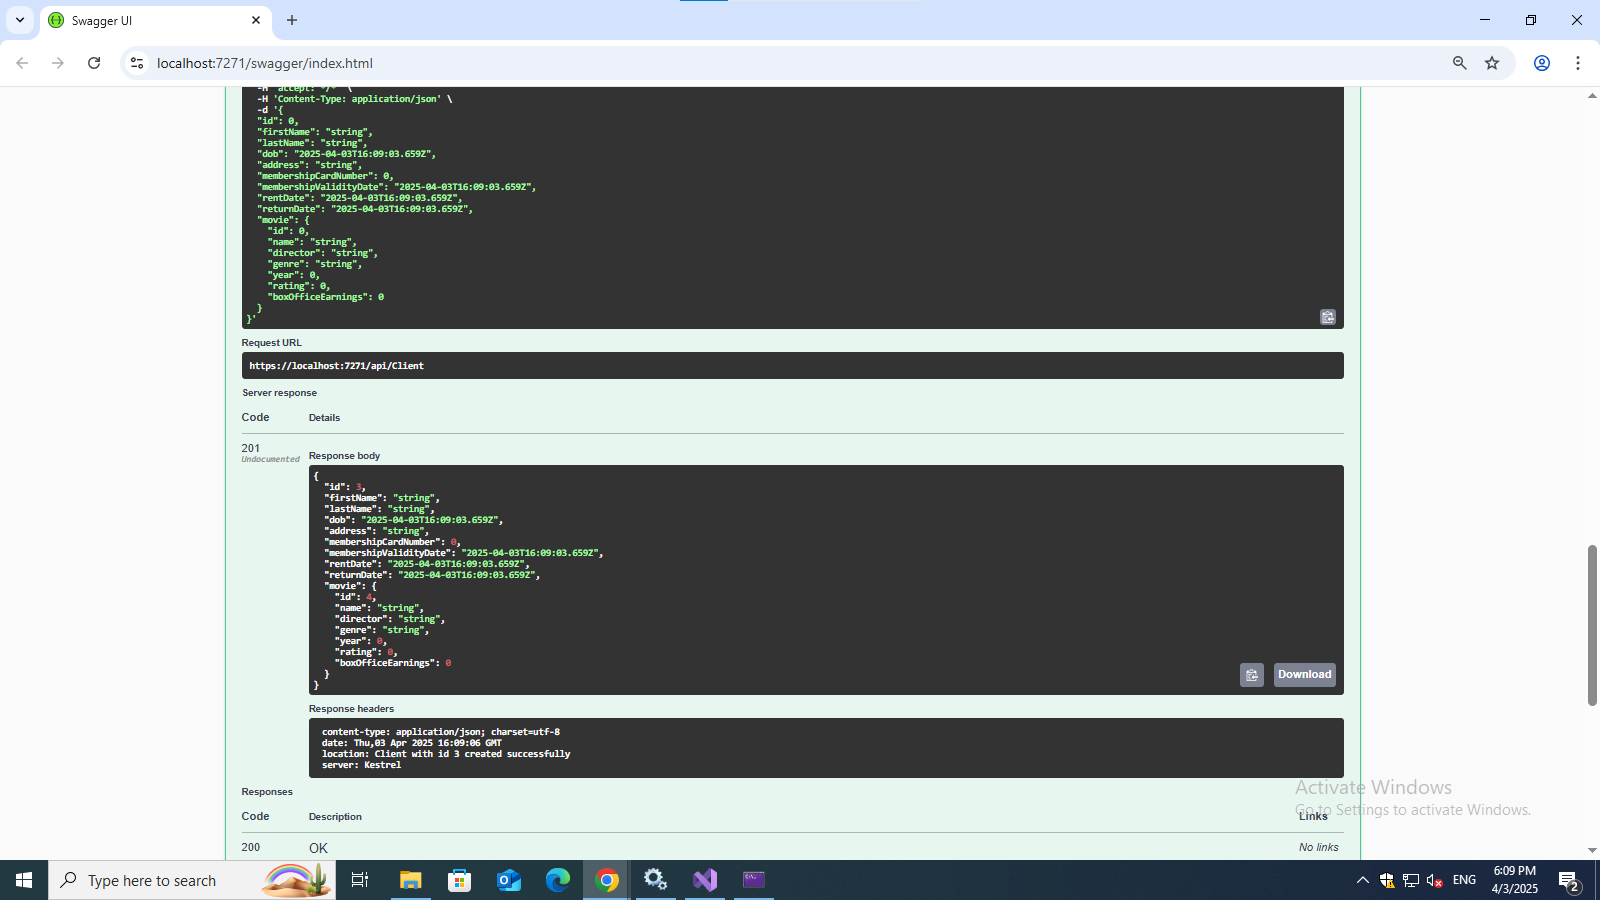 Swagger UI
localhost:7271/swagger/index.html
-H 'accept: */*' \
-H 'Content-Type: application/json' \
-d '{
"id": 0,
"firstName": "string",
"lastName": "string",
"dob": "2025-04-03T16:09:03.659Z",
"address": "string",
"membershipCardNumber": 0,
"membershipValidityDate": "2025-04-03T16:09:03.659Z",
"rentDate": "2025-04-03T16:09:03.659Z",
"returnDate": "2025-04-03T16:09:03.659Z",
"movie": {
"id": 0,
"name": "string",
"director": "string",
"genre": "string",
"year": 0,
"rating": 0,
"boxOfficeEarnings": 0
}
}'
Request URL
https://localhost:7271/api/Client
Server response
Code Details
201
Undocumented
Response body
{
"id": 3,
"firstName": "string",
"lastName": "string",
"dob": "2025-04-03T16:09:03.659Z",
"address": "string",
"membershipCardNumber": 0,
"membershipValidityDate": "2025-04-03T16:09:03.659Z",
"rentDate": "2025-04-03T16:09:03.659Z",
"returnDate": "2025-04-03T16:09:03.659Z",
"movie": {
"id": 4,
"name": "string",
"director": "string",
"genre": "string",
"year": 0,
"rating": 0,
"boxOfficeEarnings": 0
}
}
Download
Response headers
content-type: application/json; charset=utf-8
date: Thu,03 Apr 2025 16:09:06 GMT
location: Client with id 3 created successfully
server: Kestrel
Responses
Activate Windows
Go to Settings to activate Windows.
Code Description Links
200 OK No links
Type here to search
ENG
6:09 PM
4/3/2025
2